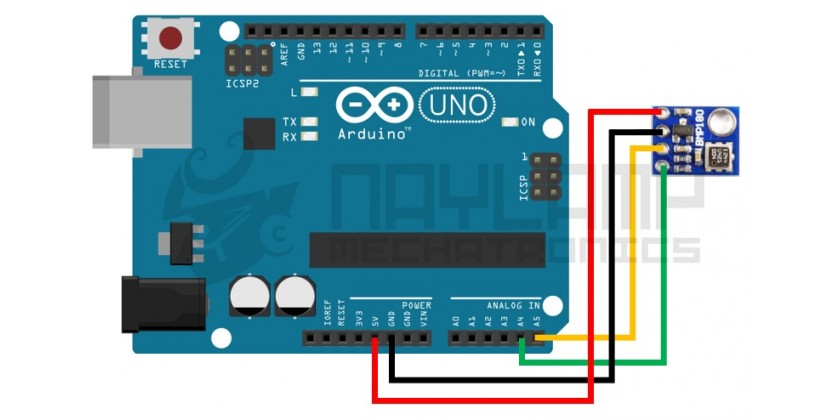 RESET
ICSP2
AREF
GND
13
12
~11
~10
~9
8
7
~6
~5
4
~3
2
TX0▶1
RX0◀0
DIGITAL (PWM=~)
L
TX
RX
UNO
ON
Arduino™
1
ICSP
BMP180
NAYLAMP
MECHATRONICS
POWER
ANALOG IN
IOREF
RESET
3V3
5V
GND
GND
VIN
A0
A1
A2
A3
A4
A5